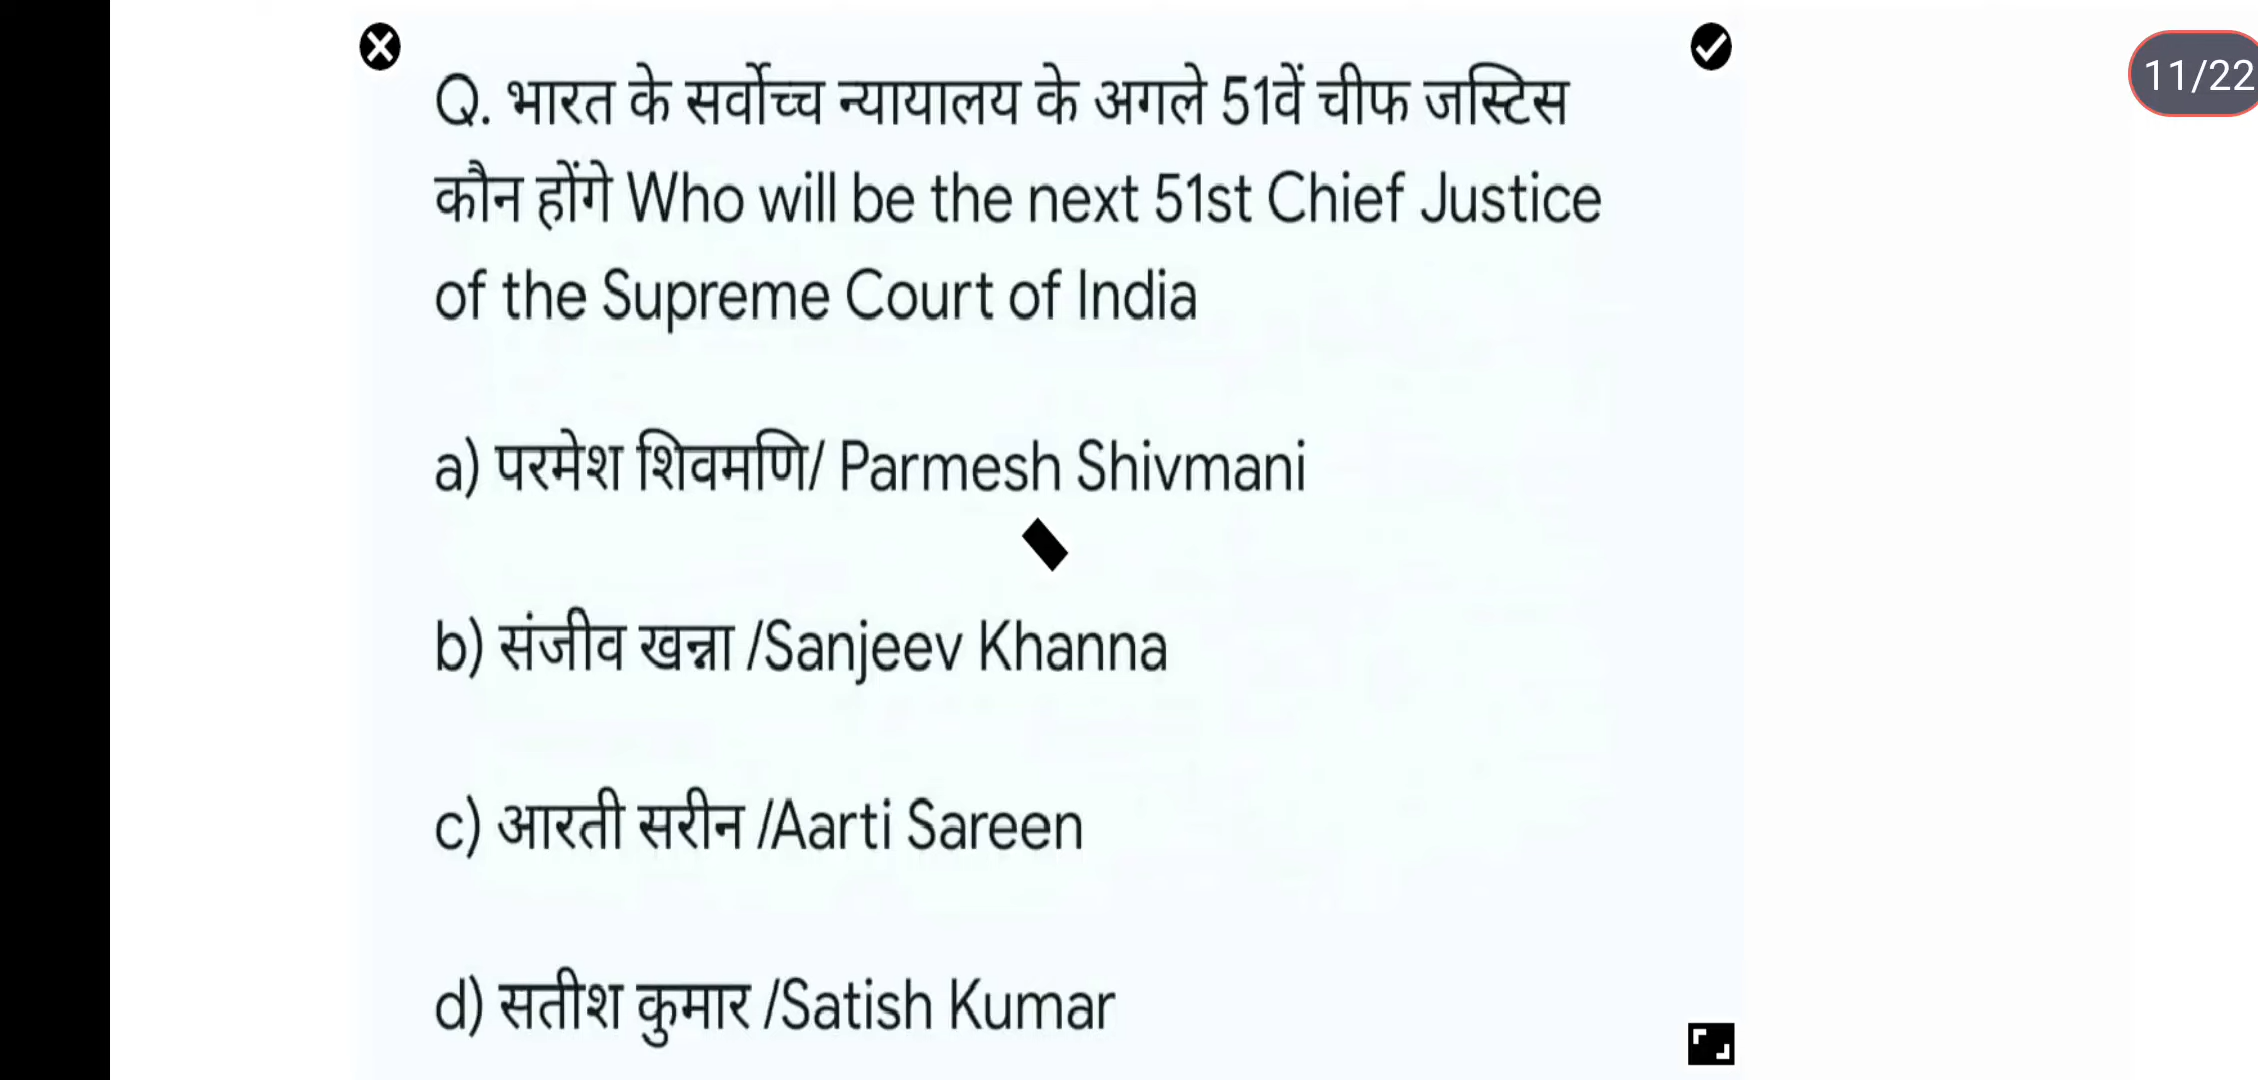 11/22
Q. भारत के सर्वोच्च न्यायालय के अगले 51वें चीफ जस्टिस
कौन होंगे Who will be the next 51st Chief Justice
of the Supreme Court of India
a) परमेश शिवमणि/ Parmesh Shivmani
b) संजीव खन्ना /Sanjeev Khanna
c) आरती सरीन /Aarti Sareen
d) सतीश कुमार /Satish Kumar